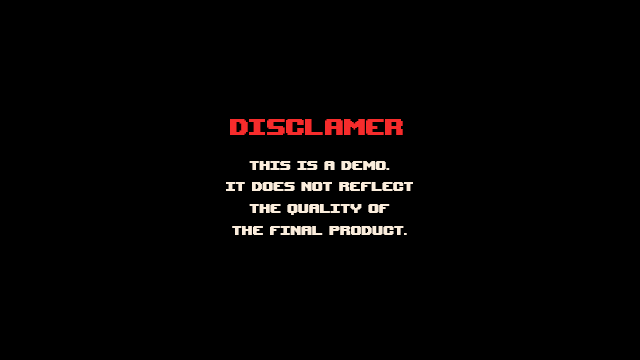 DISCLAMER
THIS IS A DEMO.
IT DOES NOT REFLECT
THE QUALITY OF
THE FINAL PRODUCT.